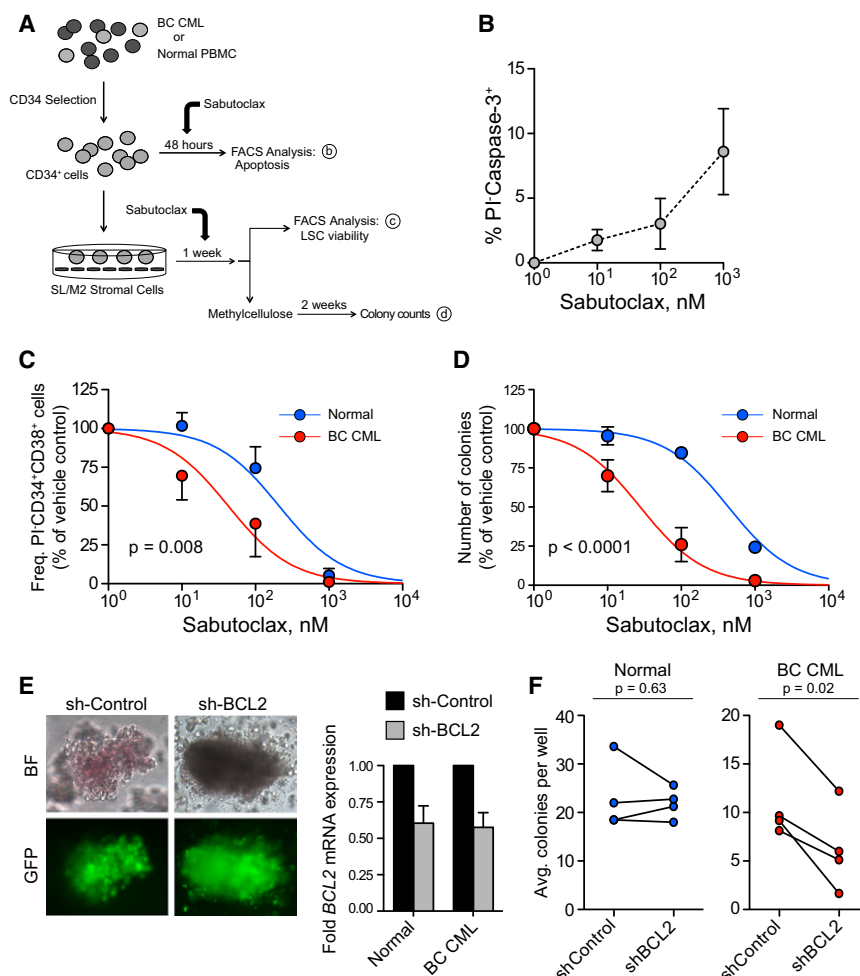 A
BC CML
or
Normal PBMC
CD34 Selection
Sabutoclax
48 hours
FACS Analysis: b
Apoptosis
CD34⁺ cells
Sabutoclax
1 week
FACS Analysis: c
LSC viability
SL/M2 Stromal Cells
Methylcellulose
2 weeks
Colony counts d
B
% PI⁻Caspase-3⁺
15
10
5
0
10⁰
10¹
10²
10³
Sabutoclax, nM
C
Freq. PI⁻CD34⁺CD38⁺ cells
(% of vehicle control)
125
100
75
50
25
0
Normal
BC CML
p = 0.008
10⁰
10¹
10²
10³
10⁴
Sabutoclax, nM
D
Number of colonies
(% of vehicle control)
125
100
75
50
25
0
Normal
BC CML
p < 0.0001
10⁰
10¹
10²
10³
10⁴
Sabutoclax, nM
E
sh-Control
sh-BCL2
BF
GFP
sh-Control
sh-BCL2
Fold BCL2 mRNA expression
1.00
0.75
0.50
0.25
0.00
Normal
BC CML
F
Normal
p = 0.63
Avg. colonies per well
40
30
20
10
0
shControl
shBCL2
BC CML
p = 0.02
20
15
10
5
0
shControl
shBCL2